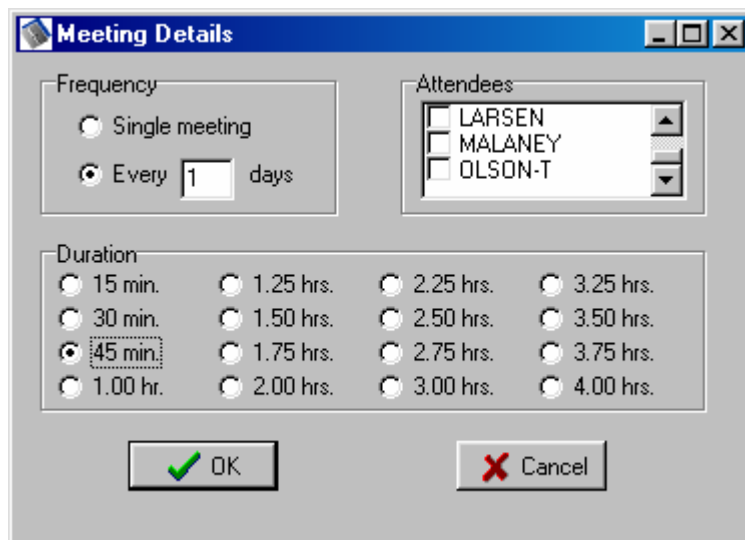 Meeting Details
Frequency
Single meeting
Every 1 days
Attendees
LARSEN
MALANEY
OLSON-T
Duration
15 min. 1.25 hrs. 2.25 hrs. 3.25 hrs.
30 min. 1.50 hrs. 2.50 hrs. 3.50 hrs.
45 min. 1.75 hrs. 2.75 hrs. 3.75 hrs.
1.00 hr. 2.00 hrs. 3.00 hrs. 4.00 hrs.
OK Cancel